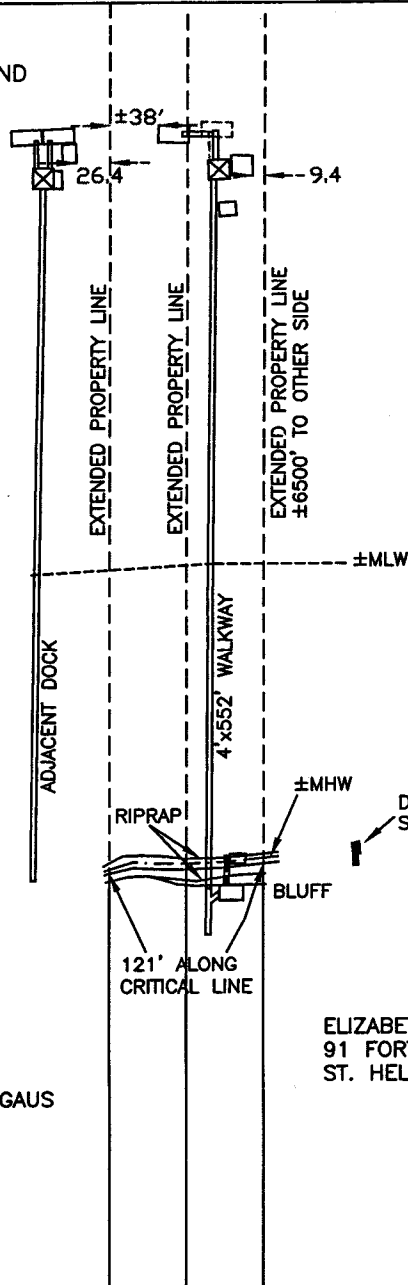 ND
±38'
26.4
9.4
EXTENDED PROPERTY LINE
EXTENDED PROPERTY LINE
EXTENDED PROPERTY LINE
±6500' TO OTHER SIDE
±MLW
ADJACENT DOCK
4'x552' WALKWAY
±MHW
RIPRAP
D
S
BLUFF
121' ALONG
CRITICAL LINE
ELIZABE
91 FOR
ST. HEL
GAUS